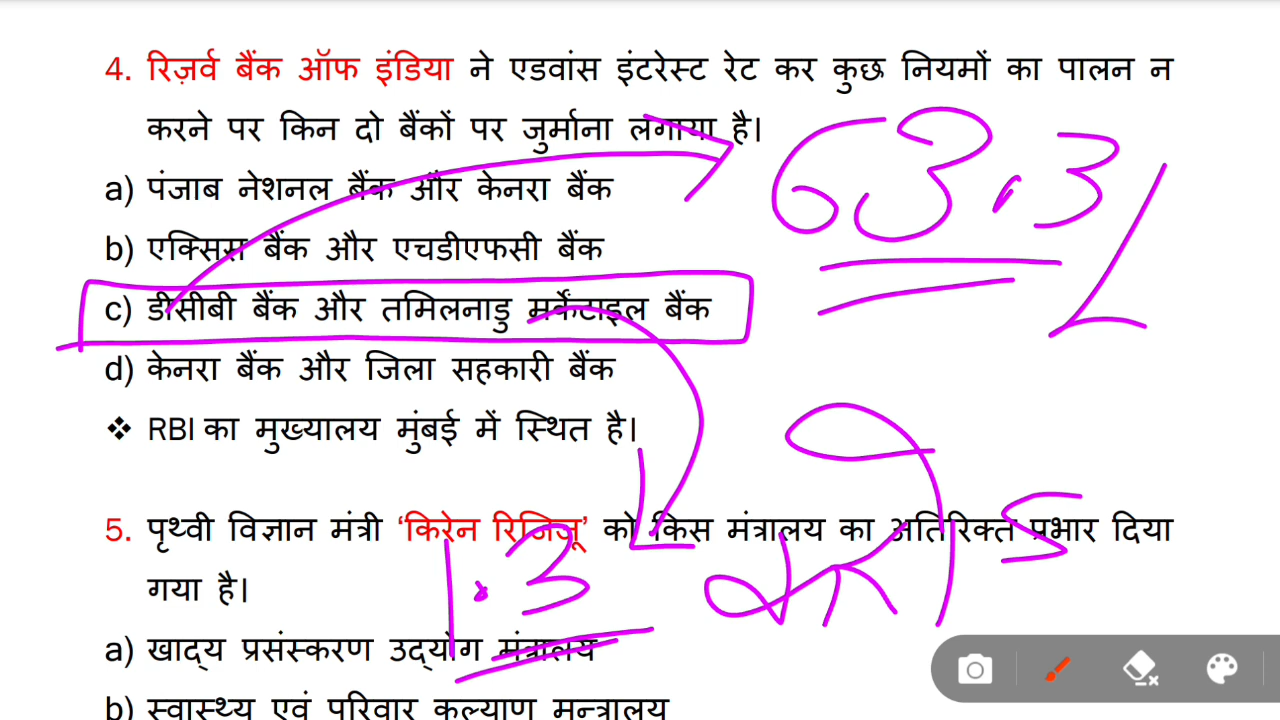 4. रिज़र्व बैंक ऑफ इंडिया ने एडवांस इंटरेस्ट रेट कर कुछ नियमों का पालन न
करने पर किन दो बैंकों पर जुर्माना लगाया है।
a) पंजाब नेशनल बैंक और केनरा बैंक
b) एक्सिस बैंक और एचडीएफसी बैंक
c) डीसीबी बैंक और तमिलनाडु मर्केंटाइल बैंक
d) केनरा बैंक और जिला सहकारी बैंक
❖ RBI का मुख्यालय मुंबई में स्थित है।
63.3
5. पृथ्वी विज्ञान मंत्री ‘किरेन रिजिजू’ को किस मंत्रालय का अतिरिक्त प्रभार दिया
गया है।
1.3
a) खाद्य प्रसंस्करण उद्योग मंत्रालय
b) स्वास्थ्य एवं परिवार कल्याण मन्त्रालय